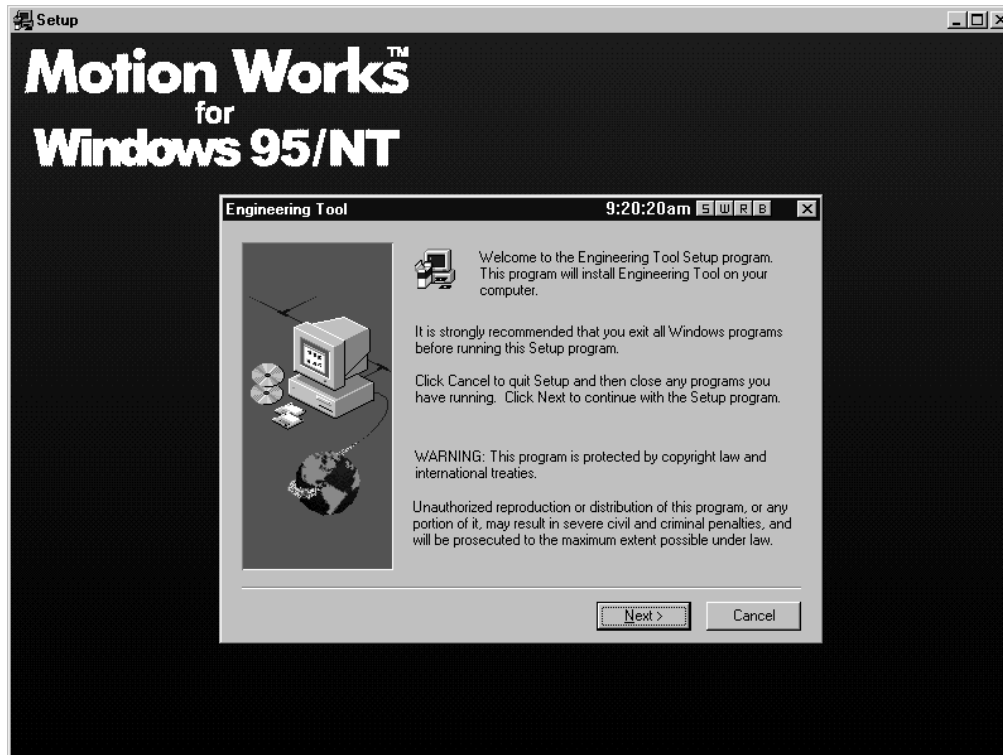 Setup
Motion Works™
for
Windows 95/NT
Engineering Tool 9:20:20am S W R B
Welcome to the Engineering Tool Setup program.
This program will install Engineering Tool on your
computer.
It is strongly recommended that you exit all Windows programs
before running this Setup program.
Click Cancel to quit Setup and then close any programs you
have running. Click Next to continue with the Setup program.
WARNING: This program is protected by copyright law and
international treaties.
Unauthorized reproduction or distribution of this program, or any
portion of it, may result in severe civil and criminal penalties, and
will be prosecuted to the maximum extent possible under law.
Next >
Cancel